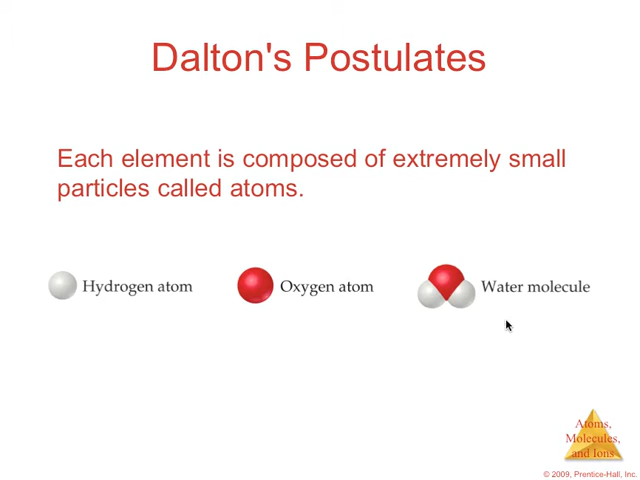 Dalton's Postulates
Each element is composed of extremely small
particles called atoms.
Hydrogen atom
Oxygen atom
Water molecule
Atoms,
Molecules,
and Ions
© 2009, Prentice-Hall, Inc.